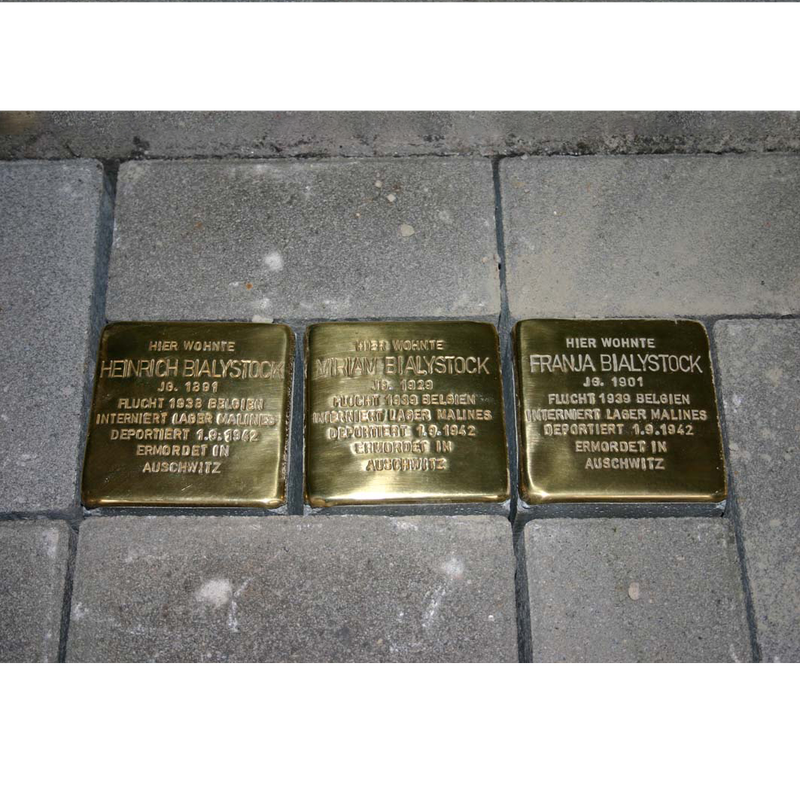 HIER WOHNTE
HEINRICH BIALYSTOCK
JG. 1891
FLUCHT 1938 BELGIEN
INTERNIERT LAGER MALINES
DEPORTIERT 1.9.1942
ERMORDET IN
AUSCHWITZ
HIER WOHNTE
MIRIAM BIALYSTOCK
JG. 1929
FLUCHT 1939 BELGIEN
INTERNIERT LAGER MALINES
DEPORTIERT 1.9.1942
ERMORDET IN
AUSCHWITZ
HIER WOHNTE
FRANJA BIALYSTOCK
JG. 1901
FLUCHT 1939 BELGIEN
INTERNIERT LAGER MALINES
DEPORTIERT 1.9.1942
ERMORDET IN
AUSCHWITZ